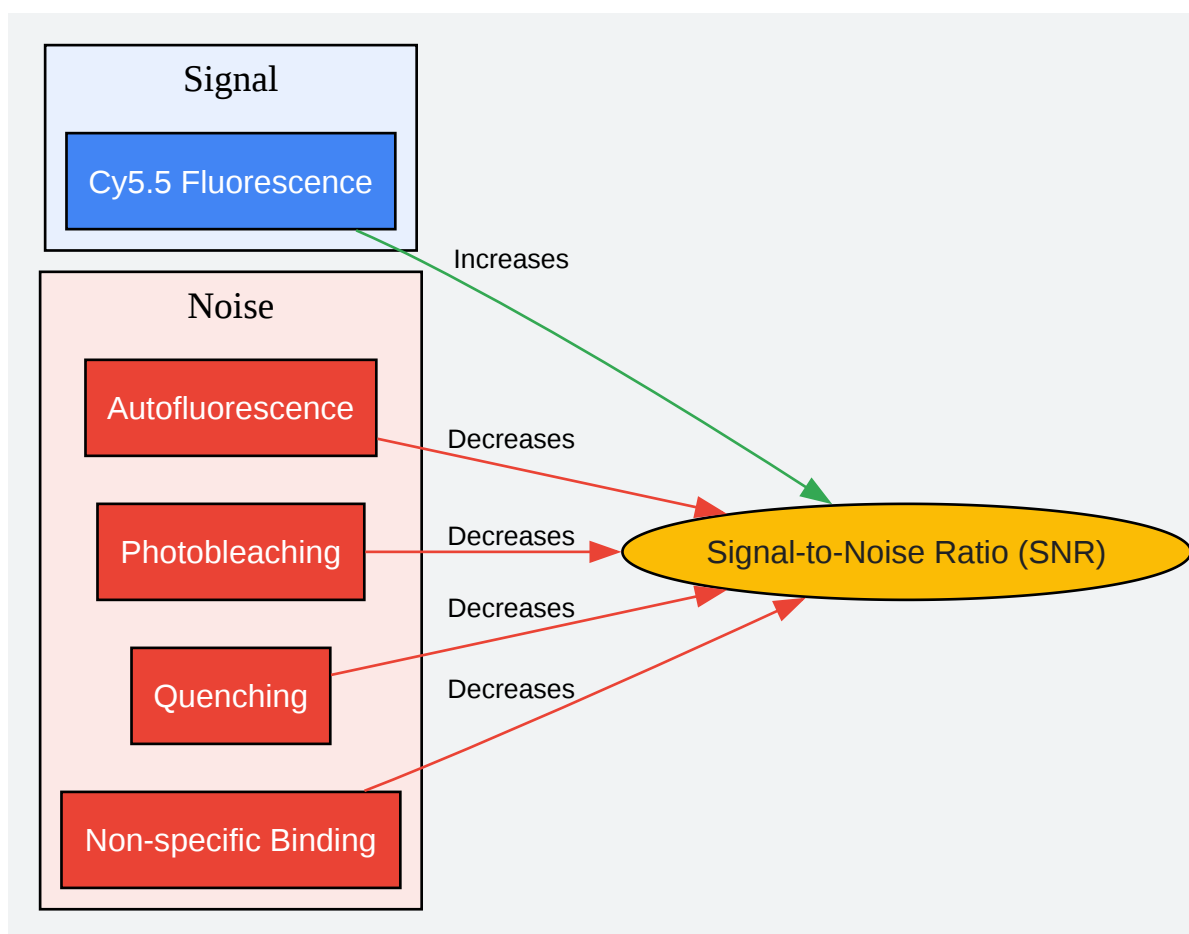 Signal
Cy5.5 Fluorescence
Increases
Noise
Autofluorescence
Decreases
Photobleaching
Decreases
Signal-to-Noise Ratio (SNR)
Decreases
Quenching
Decreases
Non-specific Binding